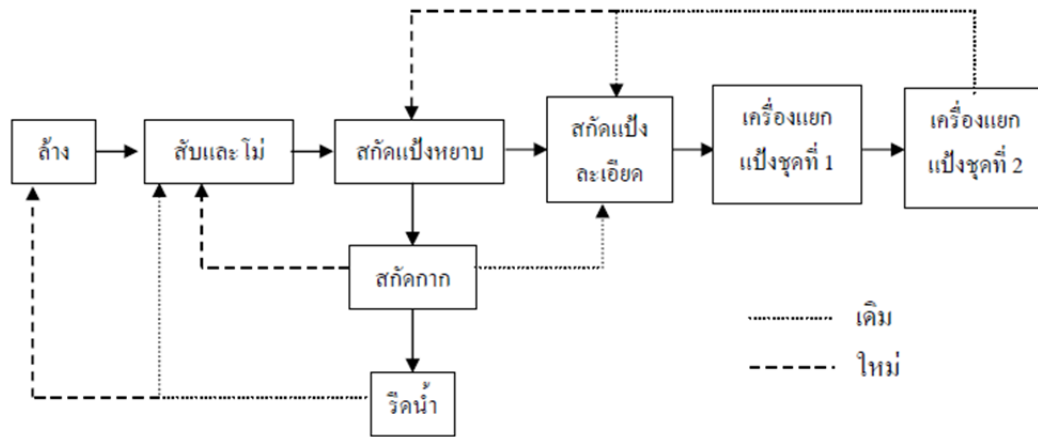 ล้าง
สับและโม่
สกัดแป้งหยาบ
สกัดแป้ง
ละเอียด
เครื่องแยก
แป้งชุดที่ 1
เครื่องแยก
แป้งชุดที่ 2
สกัดกาก
รีดน้ำ
เดิม
ใหม่